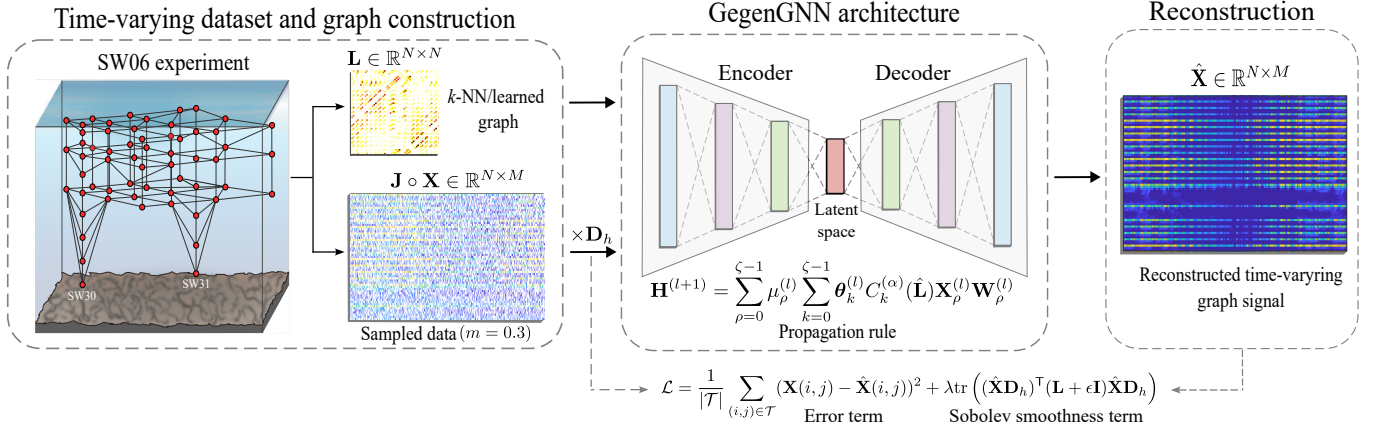 Time-varying dataset and graph construction
SW06 experiment
SW30
SW31
𝐋 ∈ ℝ^{N×N}
k-NN/learned
graph
𝐉 ∘ 𝐗 ∈ ℝ^{N×M}
Sampled data (m = 0.3)
×𝐃_h
GegenGNN architecture
Encoder
Decoder
Latent
space
𝐇^{(l+1)} = ∑_{ρ=0}^{ζ−1} μ_ρ^{(l)} ∑_{k=0}^{ζ−1} 𝛉_k^{(l)} C_k^{(α)}(𝐋̂)𝐗_ρ^{(l)}𝐖_ρ^{(l)}
Propagation rule
Reconstruction
𝐗̂ ∈ ℝ^{N×M}
Reconstructed time-varyring
graph signal
ℒ = 1/|𝒯| ∑_{(i,j)∈𝒯} (𝐗(i, j) − 𝐗̂(i, j))² + λtr ((𝐗̂𝐃_h)^⊤(𝐋 + ϵ𝐈)𝐗̂𝐃_h)
Error term
Sobolev smoothness term